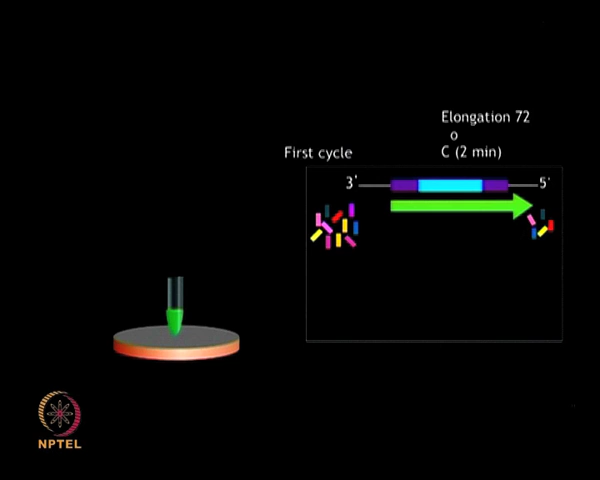 Elongation 72
o
C (2 min)
First cycle
3'
5'
NPTEL